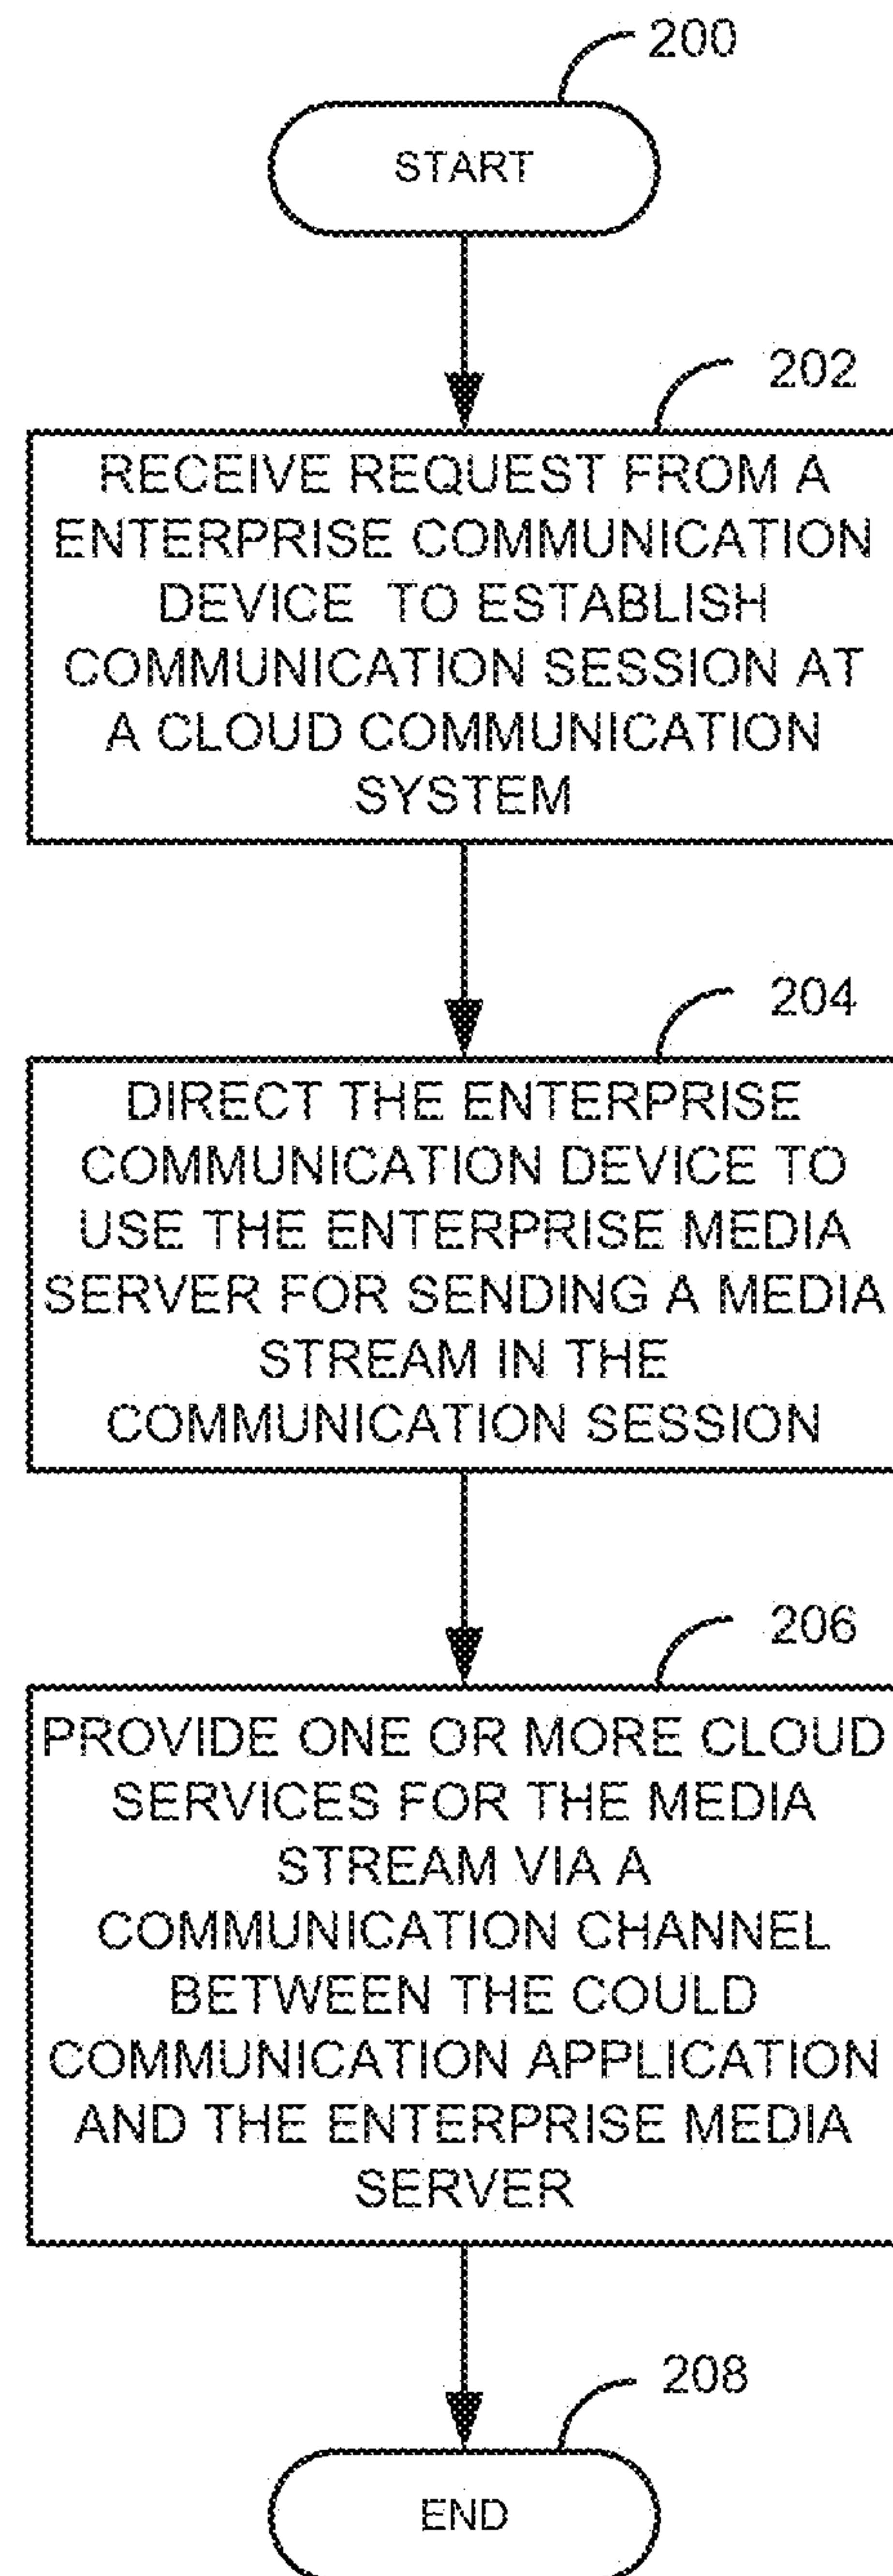 200
START
202
RECEIVE REQUEST FROM A
ENTERPRISE COMMUNICATION
DEVICE TO ESTABLISH
COMMUNICATION SESSION AT
A CLOUD COMMUNICATION
SYSTEM
204
DIRECT THE ENTERPRISE
COMMUNICATION DEVICE TO
USE THE ENTERPRISE MEDIA
SERVER FOR SENDING A MEDIA
STREAM IN THE
COMMUNICATION SESSION
206
PROVIDE ONE OR MORE CLOUD
SERVICES FOR THE MEDIA
STREAM VIA A
COMMUNICATION CHANNEL
BETWEEN THE COULD
COMMUNICATION APPLICATION
AND THE ENTERPRISE MEDIA
SERVER
208
END